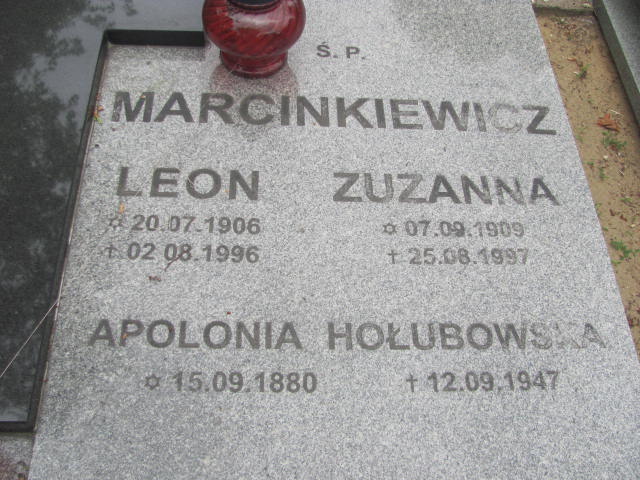 Ś. P.
MARCINKIEWICZ
LEON ZUZANNA
✡ 20.07.1906 ✡ 07.09.1909
† 02.08.1996 † 25.08.1997
APOLONIA HOŁUBOWSKA
✡ 15.09.1880 † 12.09.1947